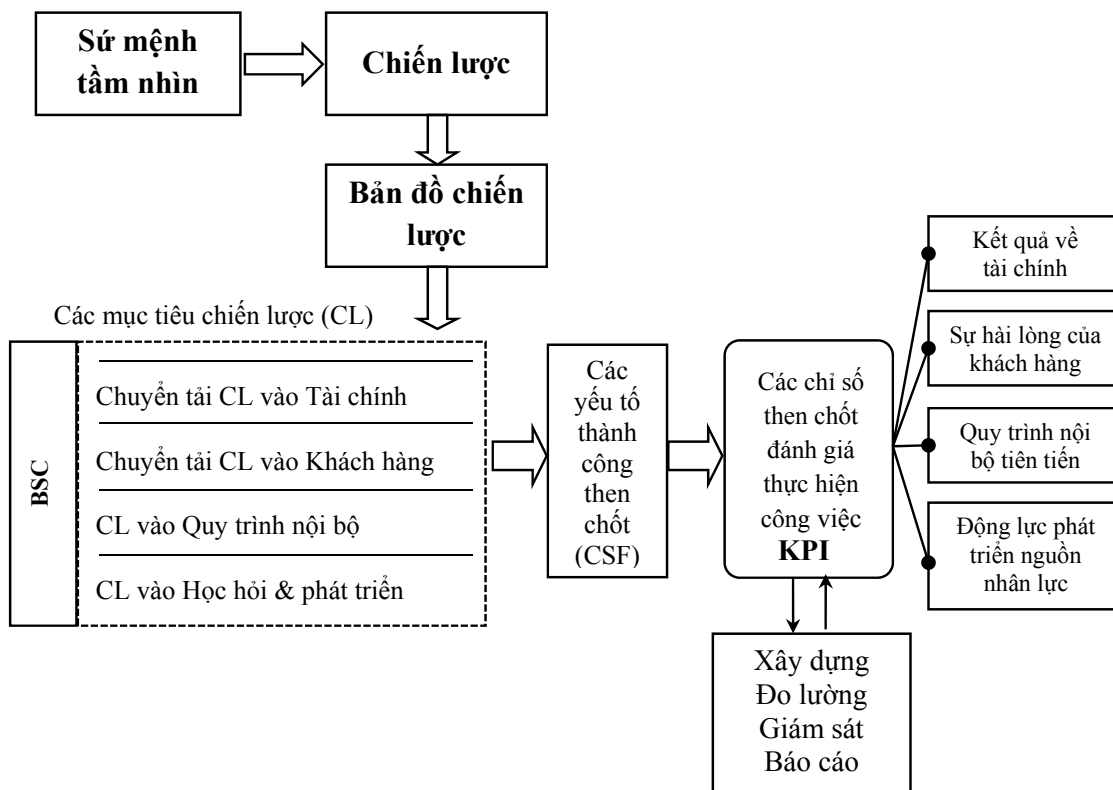 Sứ mệnh
tầm nhìn
Chiến lược
Bản đồ chiến
lược
Các mục tiêu chiến lược (CL)
BSC
Chuyển tải CL vào Tài chính
Chuyển tải CL vào Khách hàng
CL vào Quy trình nội bộ
CL vào Học hỏi & phát triển
Các
yếu tố
thành
công
then
chốt
(CSF)
Các chỉ số
then chốt
đánh giá
thực hiện
công việc
KPI
Kết quả về
tài chính
Sự hài lòng của
khách hàng
Quy trình nội
bộ tiên tiến
Động lực phát
triển nguồn
nhân lực
Xây dựng
Đo lường
Giám sát
Báo cáo